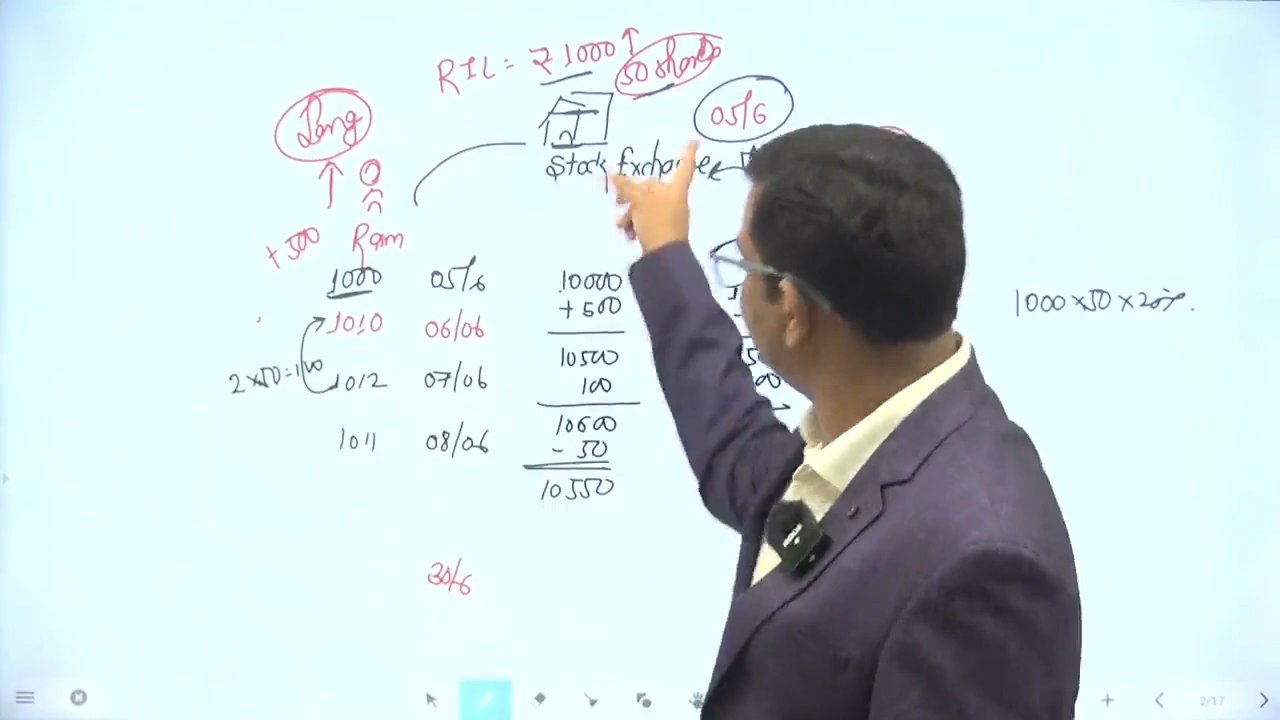 RIL = ₹1000↑
50 shares
Long
05/6
Stock Exchange
+500
Ram
1000 05/6 10000
+ 500
1010 06/06
10500
2×50=100 1012 07/06 100
10600
1011 08/06 - 50
10550
1000×50×20%.
30/6
2/17